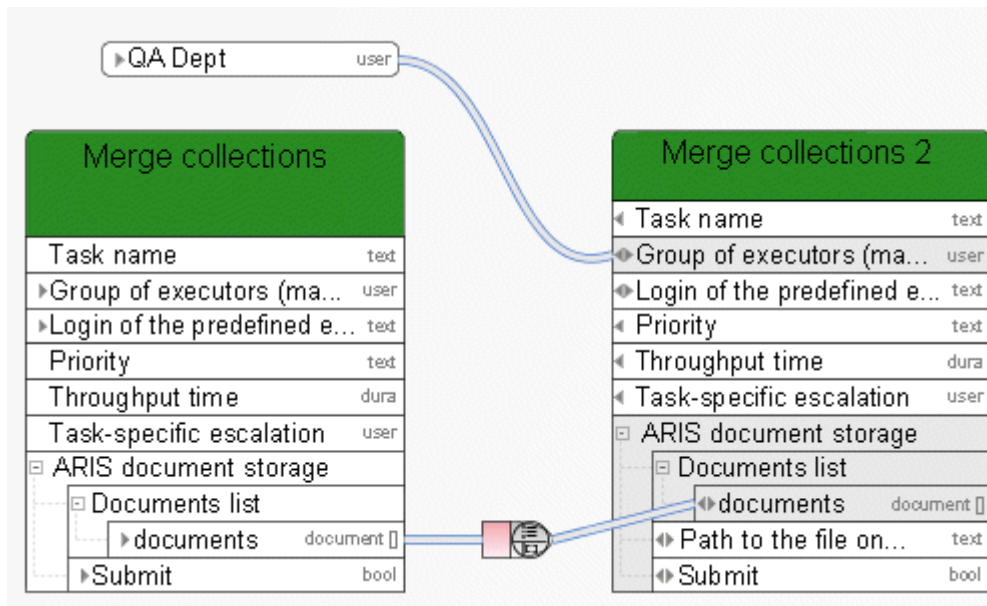 QA Dept user
Merge collections
Task name text
Group of executors (ma... user
Login of the predefined e... text
Priority text
Throughput time dura
Task-specific escalation user
ARIS document storage
Documents list
documents document []
Submit bool
Merge collections 2
Task name text
Group of executors (ma... user
Login of the predefined e... text
Priority text
Throughput time dura
Task-specific escalation user
ARIS document storage
Documents list
documents document []
Path to the file on... text
Submit bool